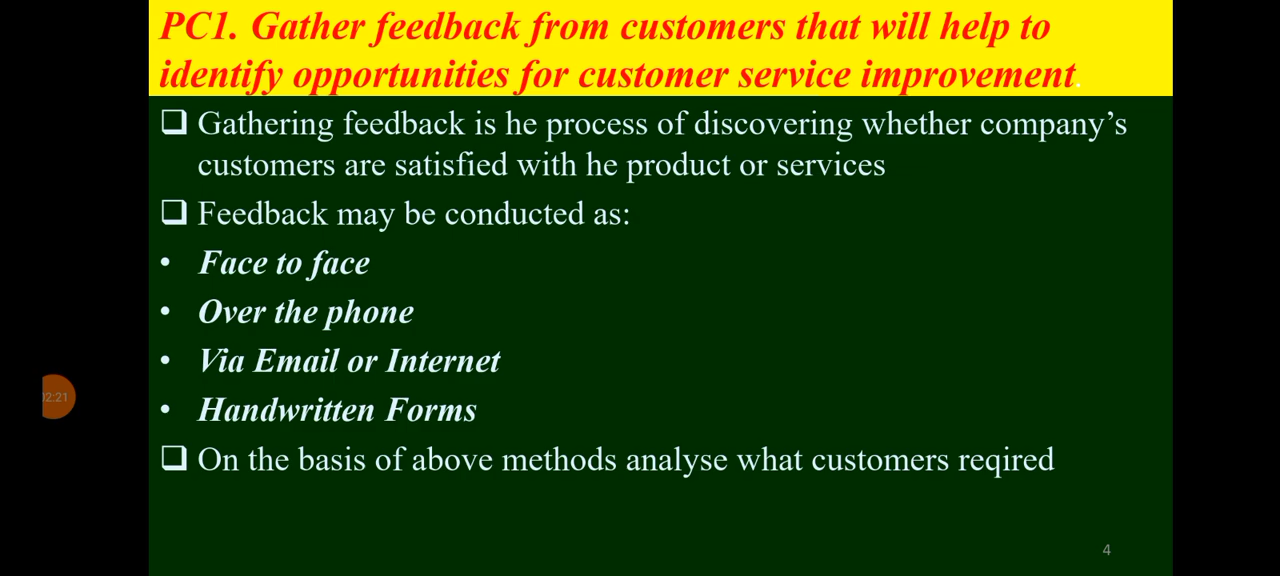 PC1. Gather feedback from customers that will help to
identify opportunities for customer service improvement.
Gathering feedback is he process of discovering whether company's
customers are satisfied with he product or services
Feedback may be conducted as:
• Face to face
• Over the phone
• Via Email or Internet
• Handwritten Forms
On the basis of above methods analyse what customers reqired
02:21
4